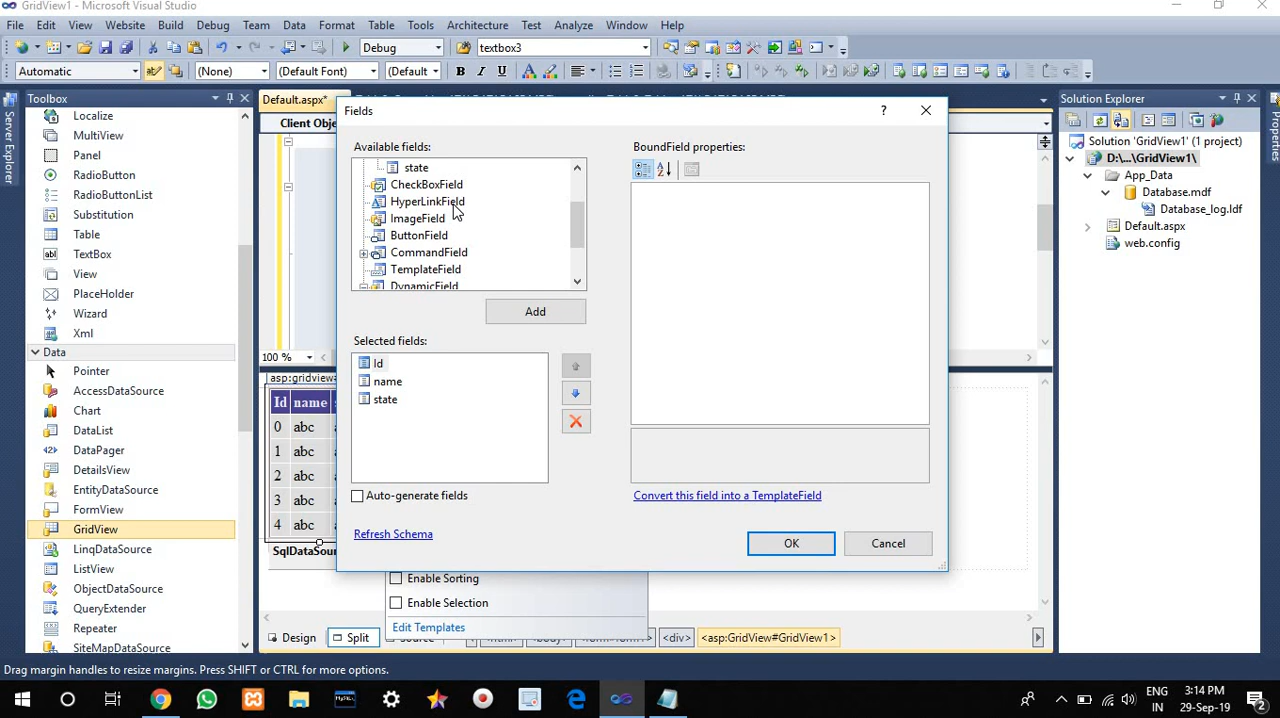 GridView1 - Microsoft Visual Studio
File Edit View Website Build Debug Team Data Format Table Tools Architecture Test Analyze Window Help
Debug textbox3
Automatic (None) (Default Font) (Default B I U A
Toolbox
Localize
MultiView
Panel
RadioButton
RadioButtonList
Substitution
Table
abl TextBox
View
PlaceHolder
Wizard
Xml
Data
Pointer
AccessDataSource
Chart
DataList
DataPager
DetailsView
EntityDataSource
FormView
GridView
LinqDataSource
ListView
ObjectDataSource
QueryExtender
Repeater
SiteMapDataSource
Server Explorer
Default.aspx*
Client Obje
100 %
asp:gridview#
Id name
0 abc
1 abc
2 abc
3 abc
4 abc
SqlDataSour
Fields ?
Available fields:
state
CheckBoxField
HyperLinkField
ImageField
ButtonField
CommandField
TemplateField
DynamicField
Add
Selected fields:
Id
name
state
Auto-generate fields
Refresh Schema
BoundField properties:
Convert this field into a TemplateField
OK Cancel
Enable Sorting
Enable Selection
Edit Templates
Design Split Source <html> <body> <div> <asp:GridView#GridView1>
Solution Explorer
Solution 'GridView1' (1 project)
D:\...\GridView1\
App_Data
Database.mdf
Database_log.ldf
Default.aspx
web.config
Properties
Drag margin handles to resize margins. Press SHIFT or CTRL for more options.
ENG
IN
3:14 PM
29-Sep-19
2